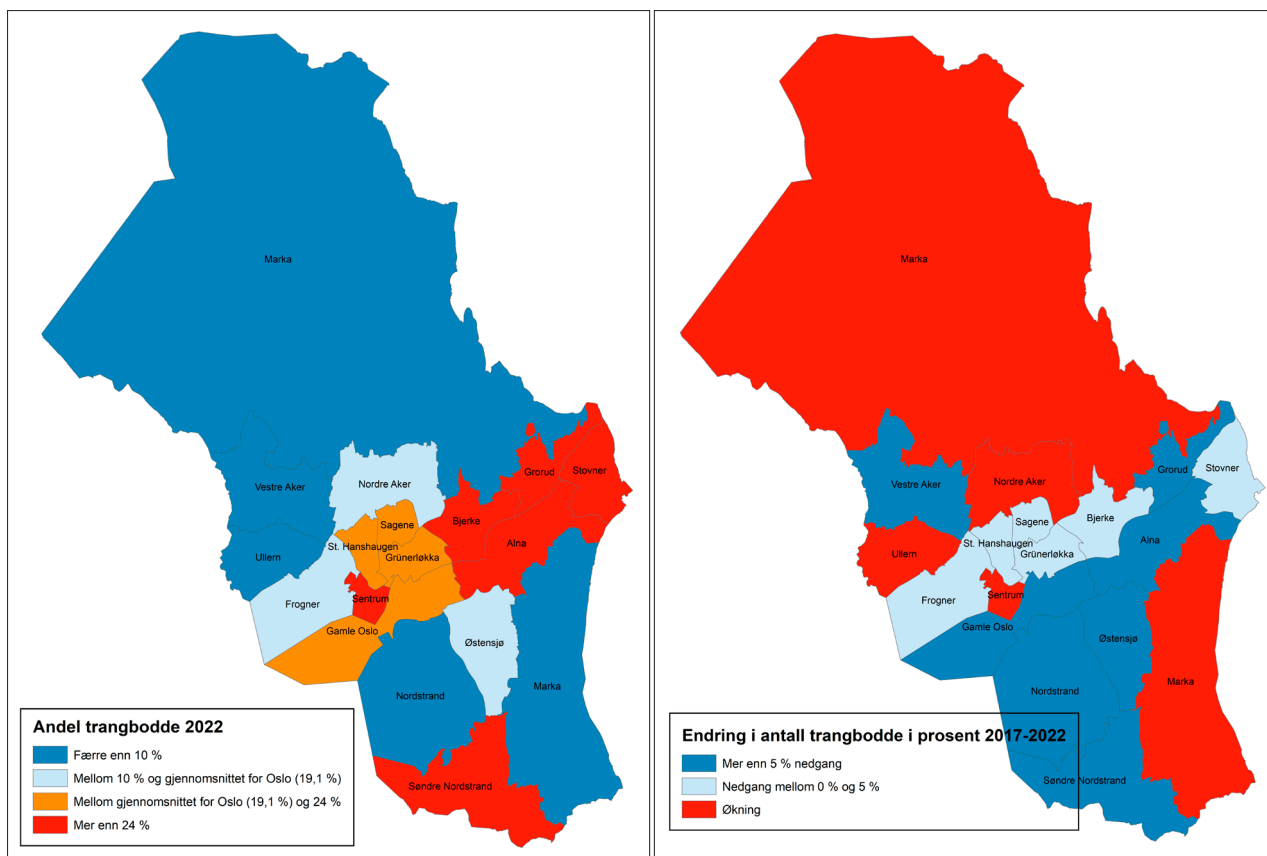 Marka
Grorud
Stovner
Vestre Aker
Nordre Aker
Sagene
Bjerke
Alna
St. Hanshaugen
Grünerløkka
Ullern
Sentrum
Frogner
Gamle Oslo
Østensjø
Marka
Nordstrand
Søndre Nordstrand
Andel trangbodde 2022
Færre enn 10 %
Mellom 10 % og gjennomsnittet for Oslo (19,1 %)
Mellom gjennomsnittet for Oslo (19,1 %) og 24 %
Mer enn 24 %
Marka
Grorud
Stovner
Vestre Aker
Nordre Aker
Sagene
Bjerke
Alna
St. Hanshaugen
Grünerløkka
Ullern
Sentrum
Frogner
Gamle Oslo
Østensjø
Marka
Nordstrand
Søndre Nordstrand
Endring i antall trangbodde i prosent 2017-2022
Mer enn 5 % nedgang
Nedgang mellom 0 % og 5 %
Økning